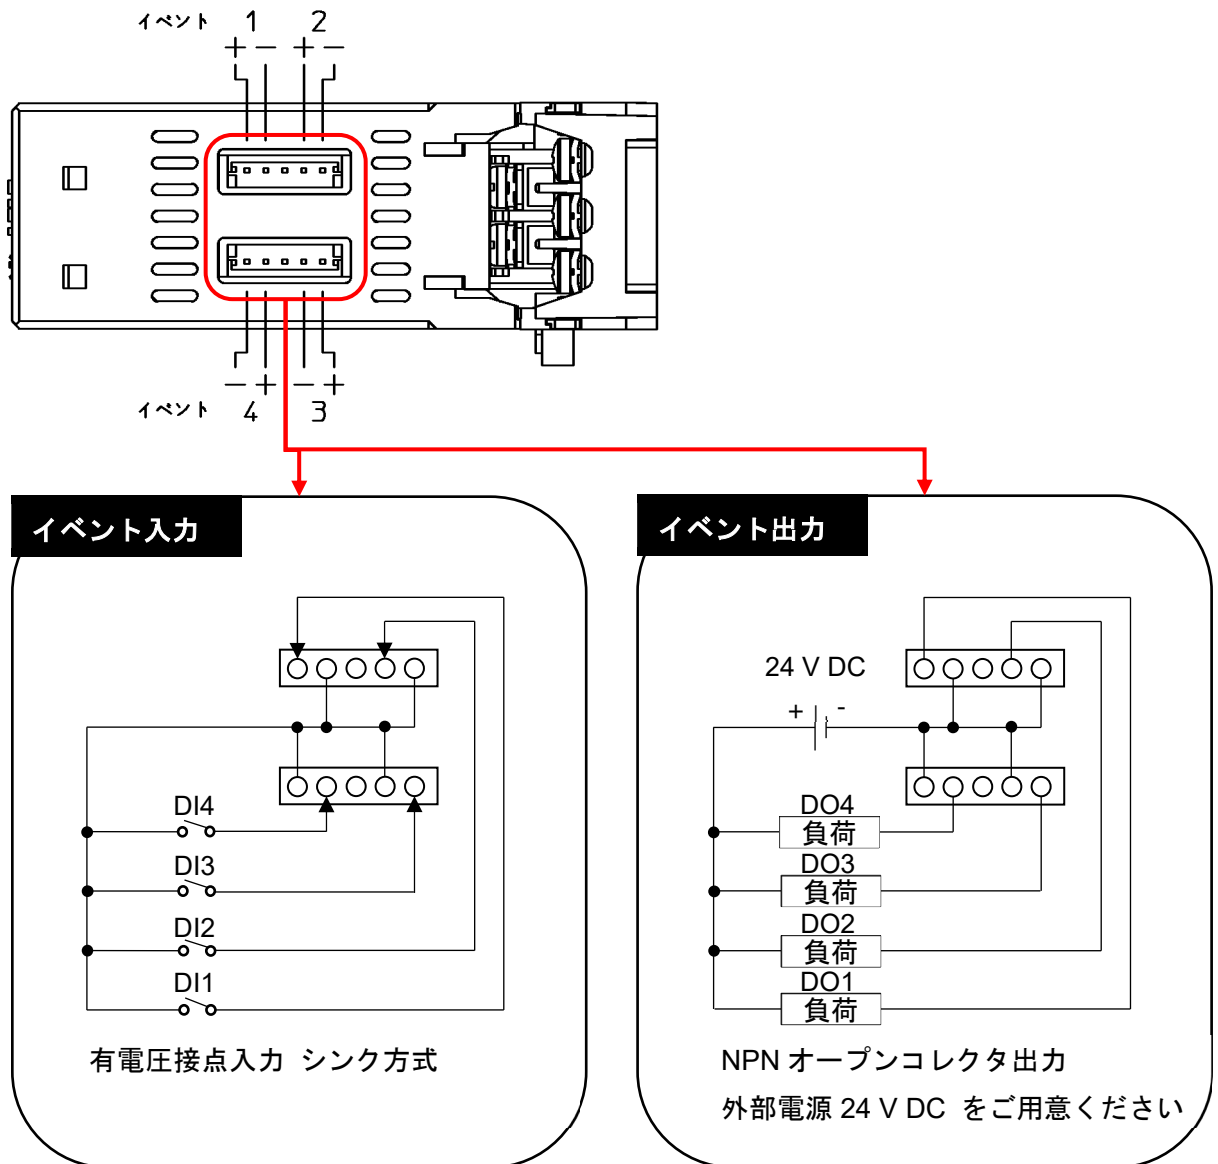 イベント 1 2
+ − + −
− + − +
イベント 4 3
イベント入力
DI4
DI3
DI2
DI1
有電圧接点入力 シンク方式
イベント出力
24 V DC
+ -
DO4
負荷
DO3
負荷
DO2
負荷
DO1
負荷
NPN オープンコレクタ出力
外部電源 24 V DC をご用意ください